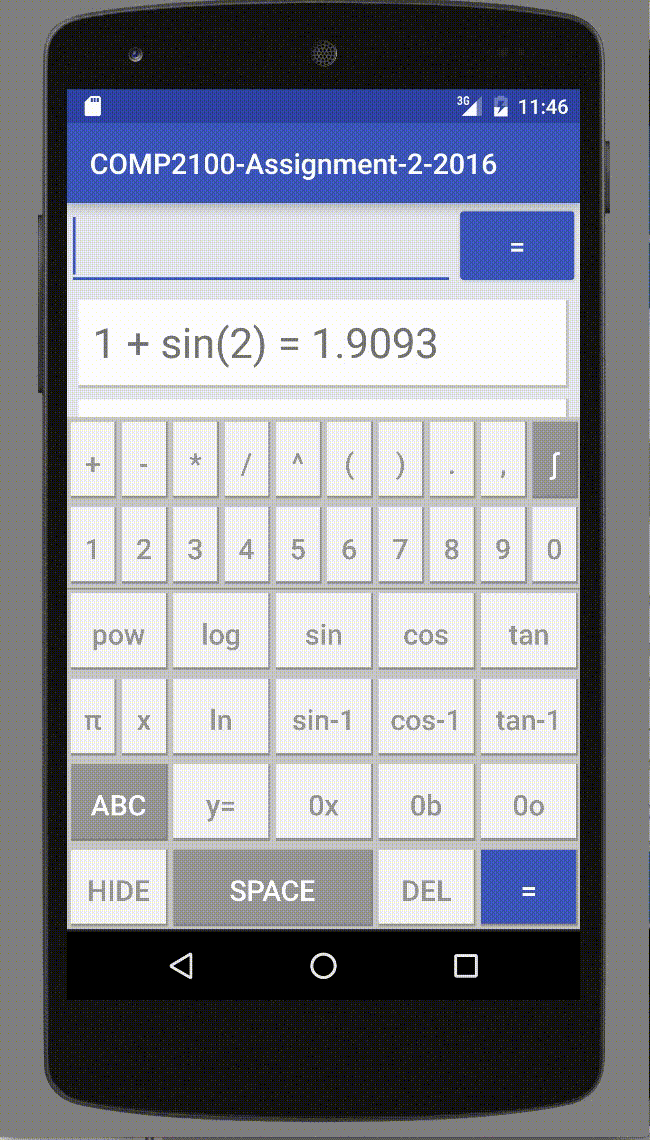 3G 11:46
COMP2100-Assignment-2-2016
=
1 + sin(2) = 1.9093
+ - * / ^ ( ) . , ∫
1 2 3 4 5 6 7 8 9 0
pow log sin cos tan
π x ln sin-1 cos-1 tan-1
ABC y= 0x 0b 0o
HIDE SPACE DEL =